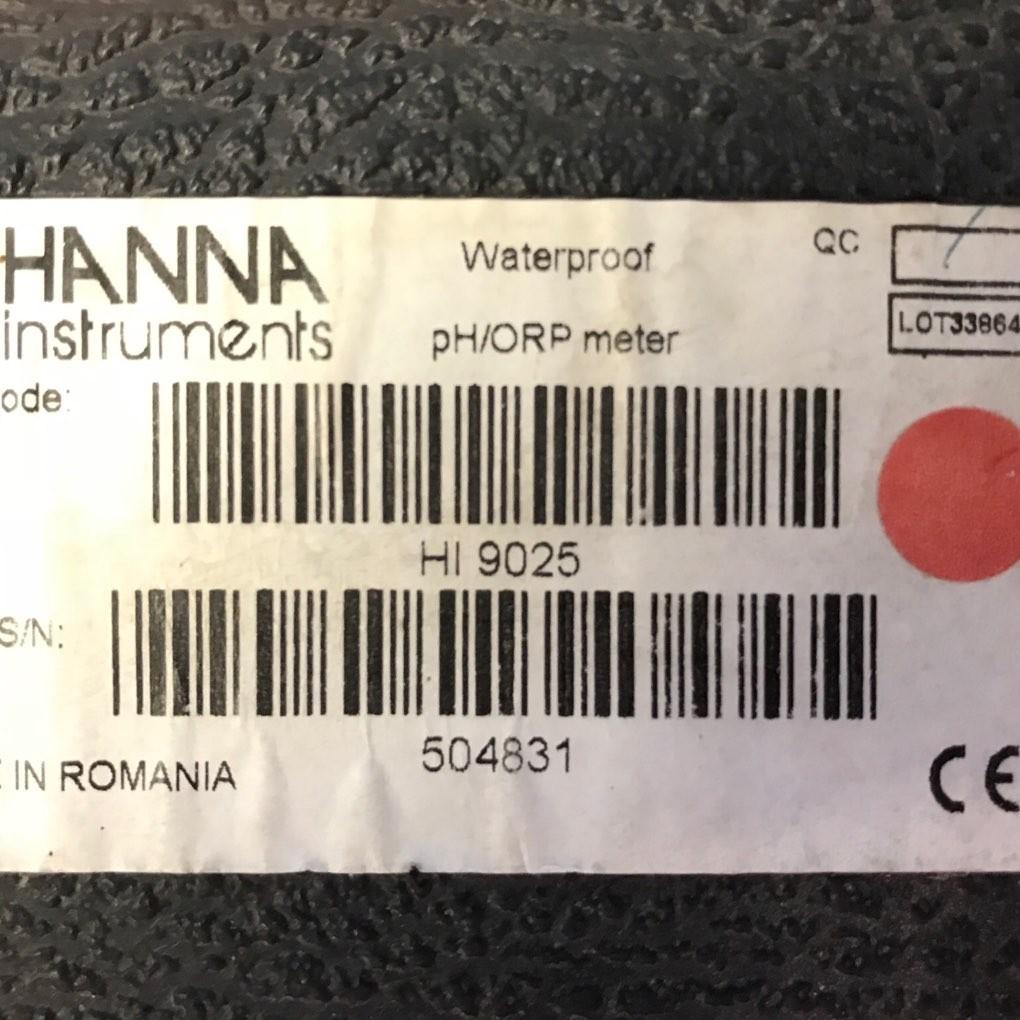 HANNA
instruments
Waterproof
pH/ORP meter
QC
LOT33864
ode:
HI 9025
S/N:
504831
IN ROMANIA
CE